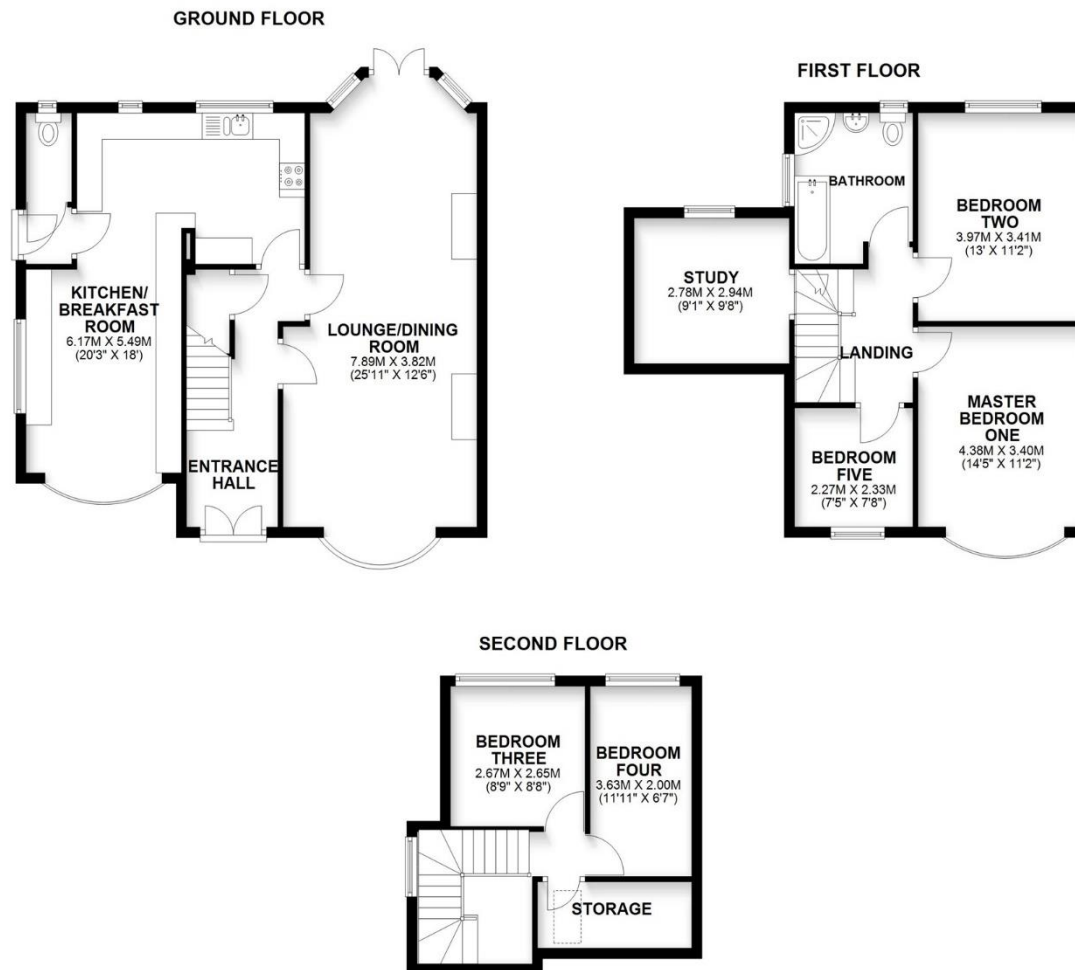 GROUND FLOOR
KITCHEN/
BREAKFAST
ROOM
6.17M X 5.49M
(20'3" X 18')
LOUNGE/DINING
ROOM
7.89M X 3.82M
(25'11" X 12'6")
ENTRANCE
HALL
FIRST FLOOR
BATHROOM
BEDROOM
TWO
3.97M X 3.41M
(13' X 11'2")
STUDY
2.78M X 2.94M
(9'1" X 9'8")
LANDING
MASTER
BEDROOM
ONE
4.38M X 3.40M
(14'5" X 11'2")
BEDROOM
FIVE
2.27M X 2.33M
(7'5" X 7'8")
SECOND FLOOR
BEDROOM
THREE
2.67M X 2.65M
(8'9" X 8'8")
BEDROOM
FOUR
3.63M X 2.00M
(11'11" X 6'7")
STORAGE